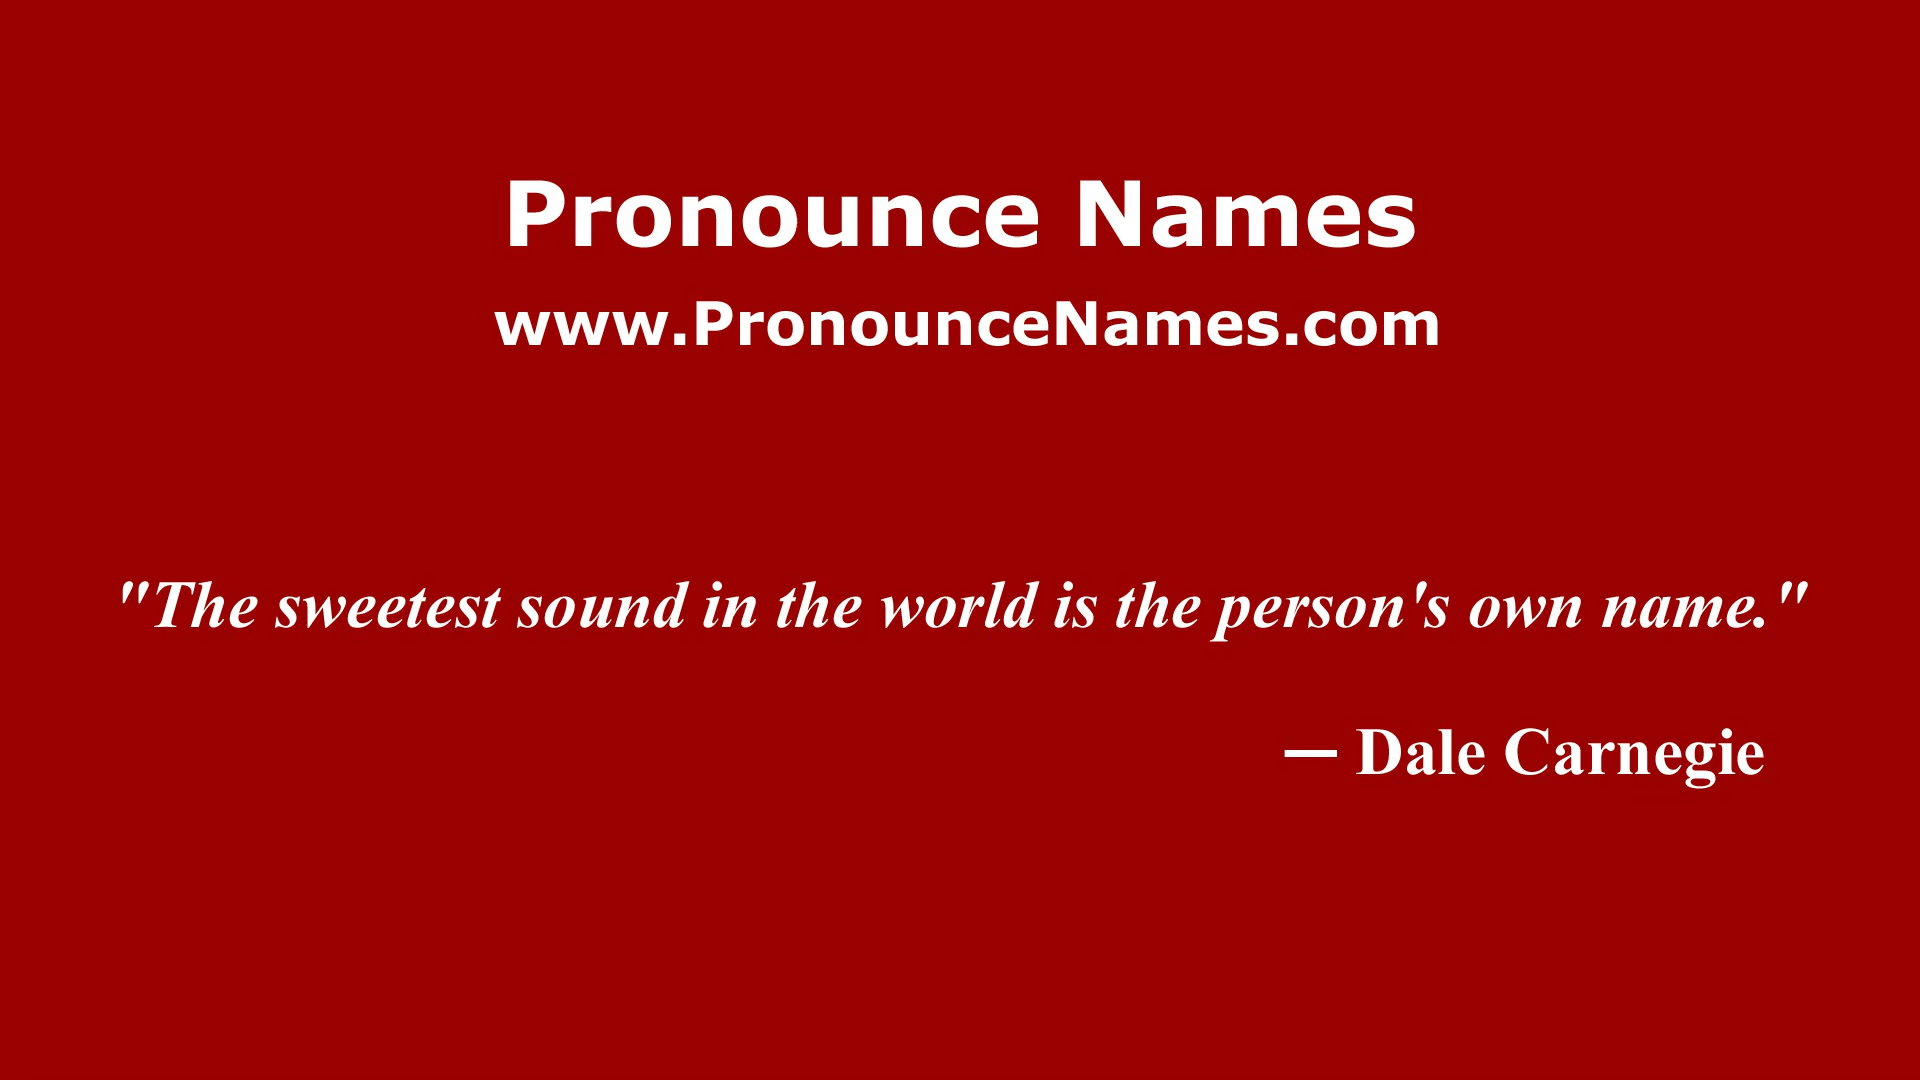 Pronounce Names
www.PronounceNames.com
"The sweetest sound in the world is the person's own name."
— Dale Carnegie